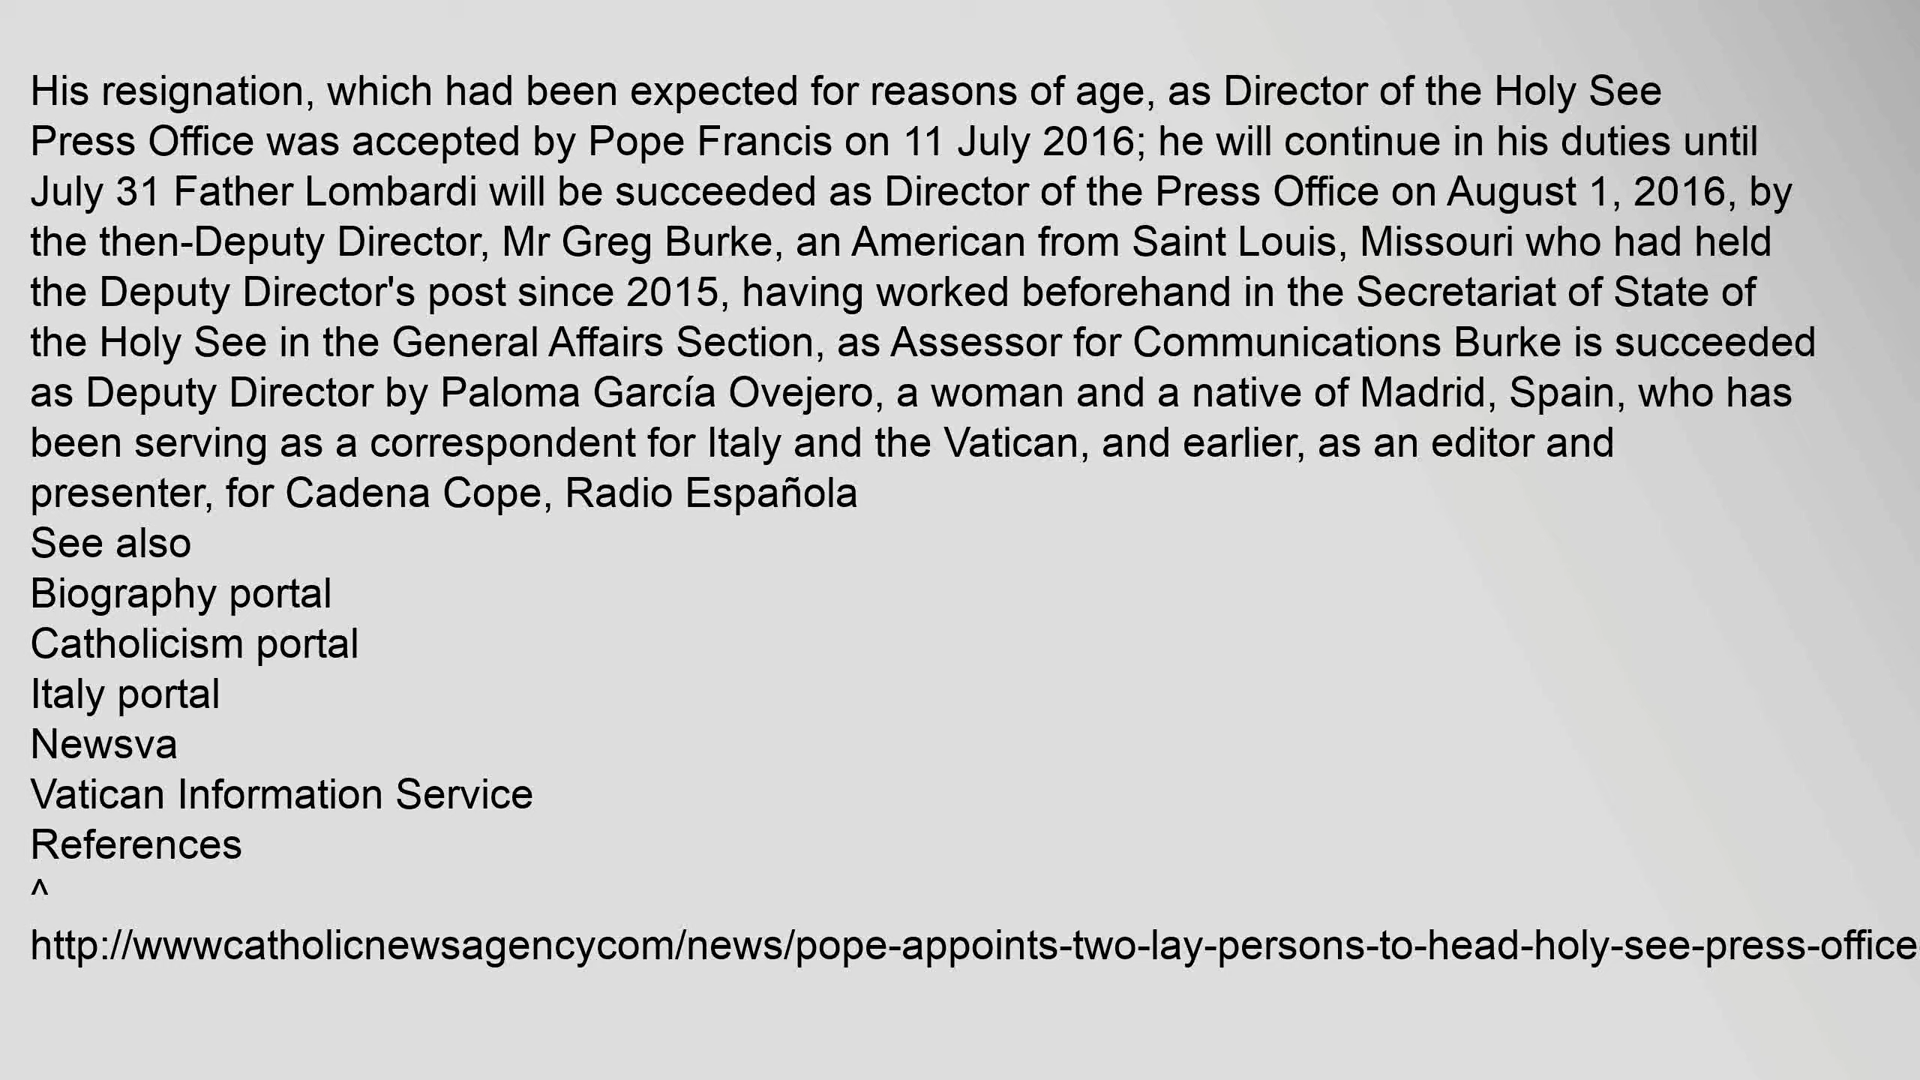 His resignation, which had been expected for reasons of age, as Director of the Holy See
Press Office was accepted by Pope Francis on 11 July 2016; he will continue in his duties until
July 31 Father Lombardi will be succeeded as Director of the Press Office on August 1, 2016, by
the then-Deputy Director, Mr Greg Burke, an American from Saint Louis, Missouri who had held
the Deputy Director's post since 2015, having worked beforehand in the Secretariat of State of
the Holy See in the General Affairs Section, as Assessor for Communications Burke is succeeded
as Deputy Director by Paloma García Ovejero, a woman and a native of Madrid, Spain, who has
been serving as a correspondent for Italy and the Vatican, and earlier, as an editor and
presenter, for Cadena Cope, Radio Española
See also
Biography portal
Catholicism portal
Italy portal
Newsva
Vatican Information Service
References
^
http://wwwcatholicnewsagencycom/news/pope-appoints-two-lay-persons-to-head-holy-see-press-office